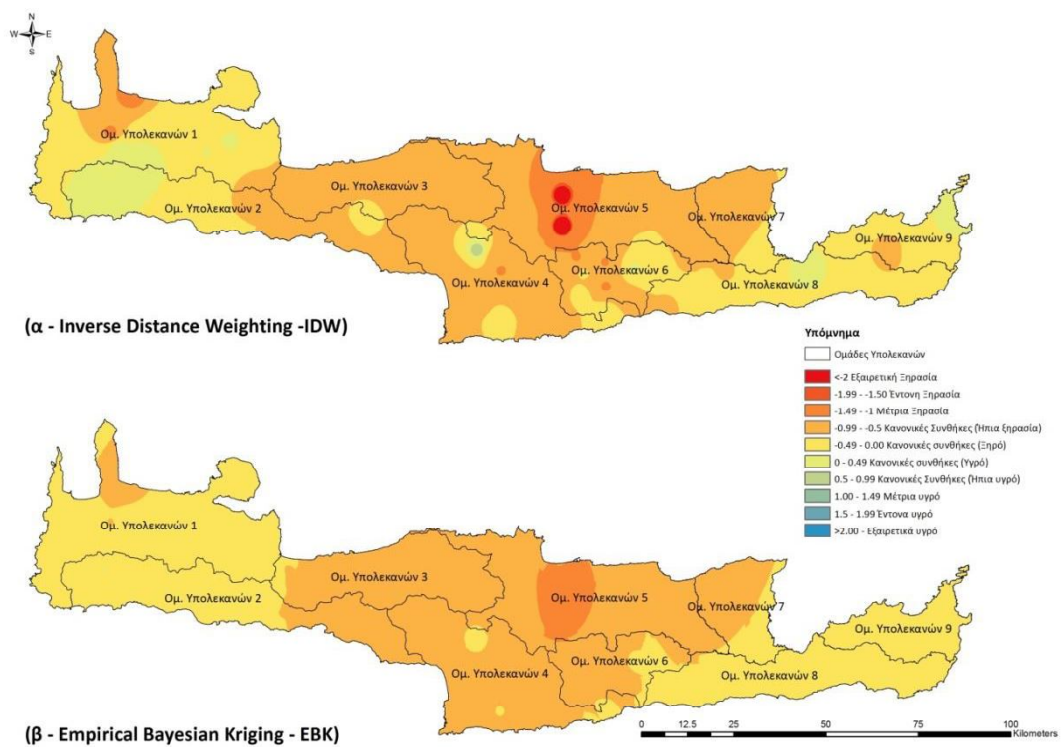 N
W E
S
Ομ. Υπολεκανών 1
Ομ. Υπολεκανών 2
Ομ. Υπολεκανών 3
Ομ. Υπολεκανών 4
Ομ. Υπολεκανών 5
Ομ. Υπολεκανών 6
Ομ. Υπολεκανών 7
Ομ. Υπολεκανών 8
Ομ. Υπολεκανών 9
(α - Inverse Distance Weighting -IDW)
Υπόμνημα
Ομάδες Υπολεκανών
<-2 Εξαιρετική Ξηρασία
-1.99 - -1.50 Έντονη Ξηρασία
-1.49 - -1 Μέτρια Ξηρασία
-0.99 - -0.5 Κανονικές Συνθήκες (Ήπια ξηρασία)
-0.49 - 0.00 Κανονικές συνθήκες (Ξηρό)
0 - 0.49 Κανονικές συνθήκες (Υγρό)
0.5 - 0.99 Κανονικές Συνθήκες (Ήπια υγρό)
1.00 - 1.49 Μέτρια υγρό
1.5 - 1.99 Έντονα υγρό
>2.00 - Εξαιρετικά υγρό
Ομ. Υπολεκανών 1
Ομ. Υπολεκανών 2
Ομ. Υπολεκανών 3
Ομ. Υπολεκανών 4
Ομ. Υπολεκανών 5
Ομ. Υπολεκανών 6
Ομ. Υπολεκανών 7
Ομ. Υπολεκανών 8
Ομ. Υπολεκανών 9
(β - Empirical Bayesian Kriging - EBK)
0 12.5 25 50 75 100
Kilometers